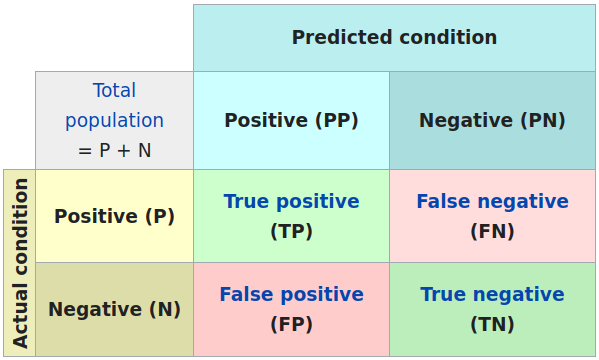 Predicted condition
Total
population
= P + N
Positive (PP)
Negative (PN)
Actual condition
Positive (P)
True positive
(TP)
False negative
(FN)
Negative (N)
False positive
(FP)
True negative
(TN)